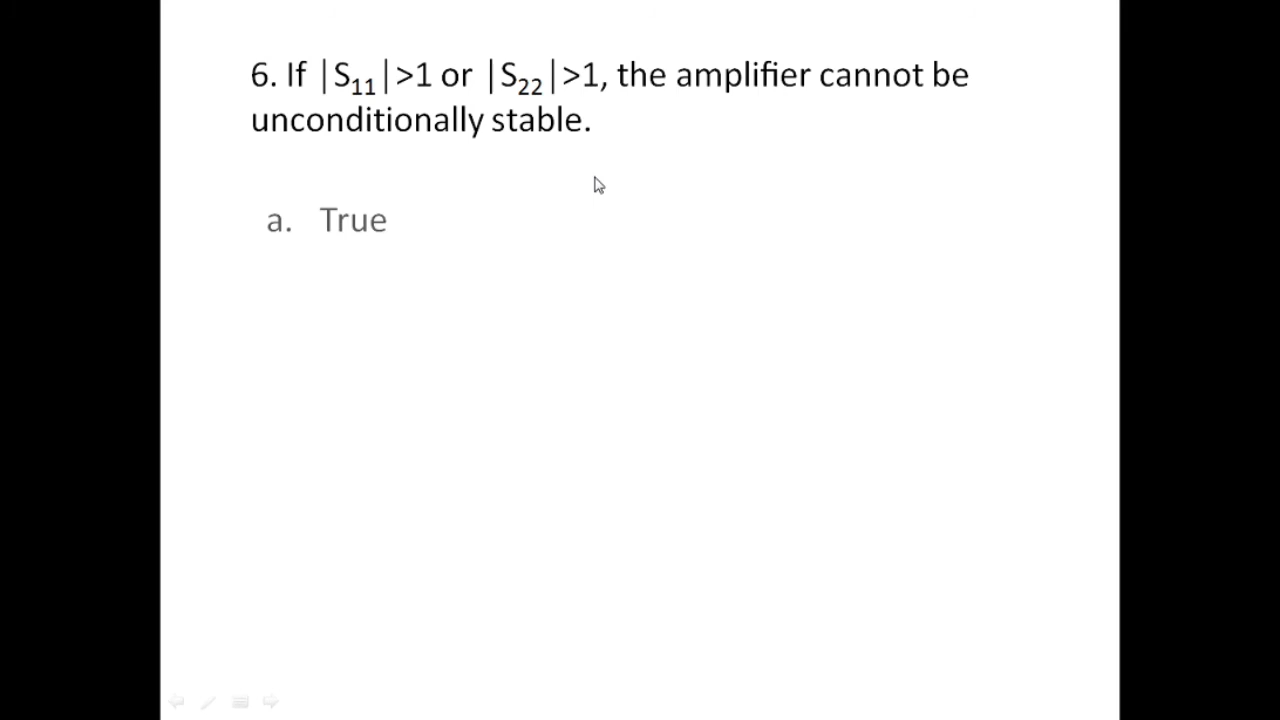 6. If |S₁₁|>1 or |S₂₂|>1, the amplifier cannot be
unconditionally stable.
a. True